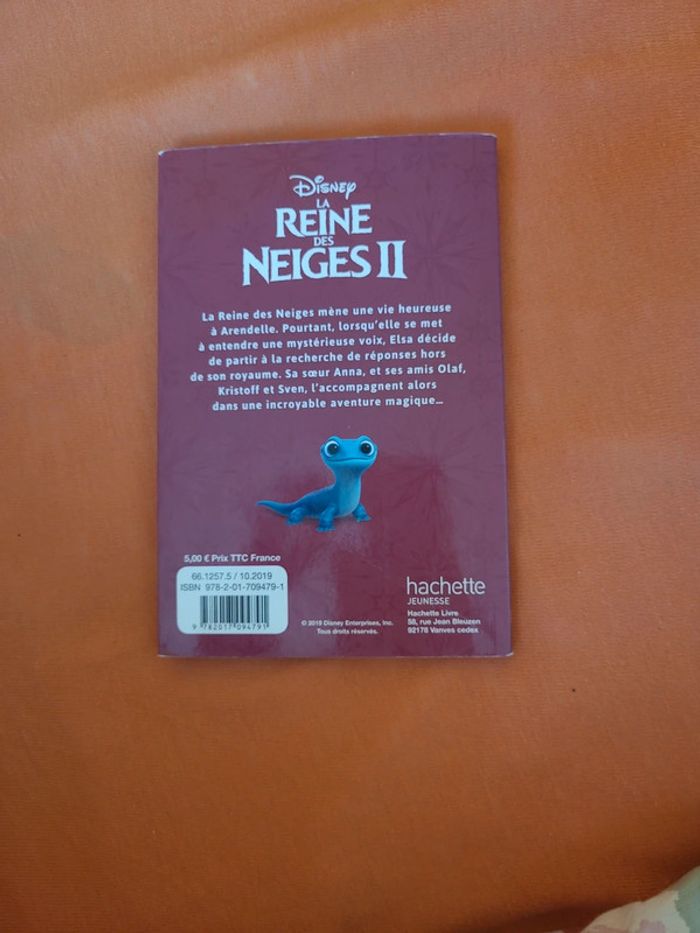 Disney
LA
REINE
DES
NEIGES II
La Reine des Neiges mène une vie heureuse
à Arendelle. Pourtant, lorsqu'elle se met
à entendre une mystérieuse voix, Elsa décide
de partir à la recherche de réponses hors
de son royaume. Sa sœur Anna, et ses amis Olaf,
Kristoff et Sven, l'accompagnent alors
dans une incroyable aventure magique…
5,00 € Prix TTC France
66.1257.5 / 10.2019
ISBN 978-2-01-709479-1
9 782017 094791
© 2019 Disney Enterprises, Inc.
Tous droits réservés.
hachette
JEUNESSE
Hachette Livre
58, rue Jean Bleuzen
92178 Vanves cedex